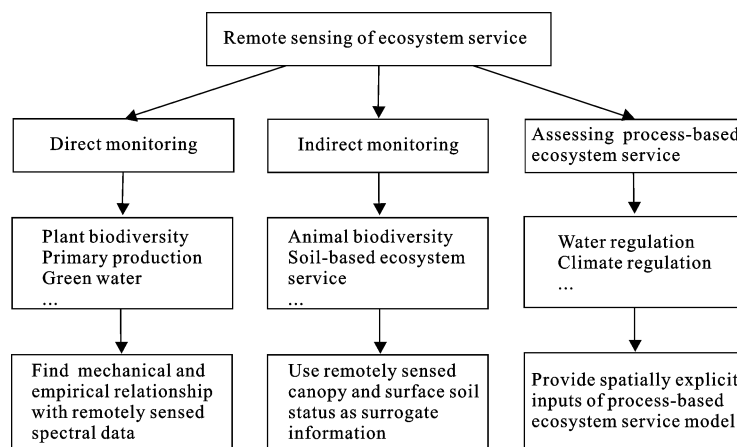 Remote sensing of ecosystem service
Direct monitoring
Indirect monitoring
Assessing process-based
ecosystem service
Plant biodiversity
Primary production
Green water
...
Animal biodiversity
Soil-based ecosystem
service
...
Water regulation
Climate regulation
...
Find mechanical and
empirical relationship
with remotely sensed
spectral data
Use remotely sensed
canopy and surface soil
status as surrogate
information
Provide spatially explicit
inputs of process-based
ecosystem service model